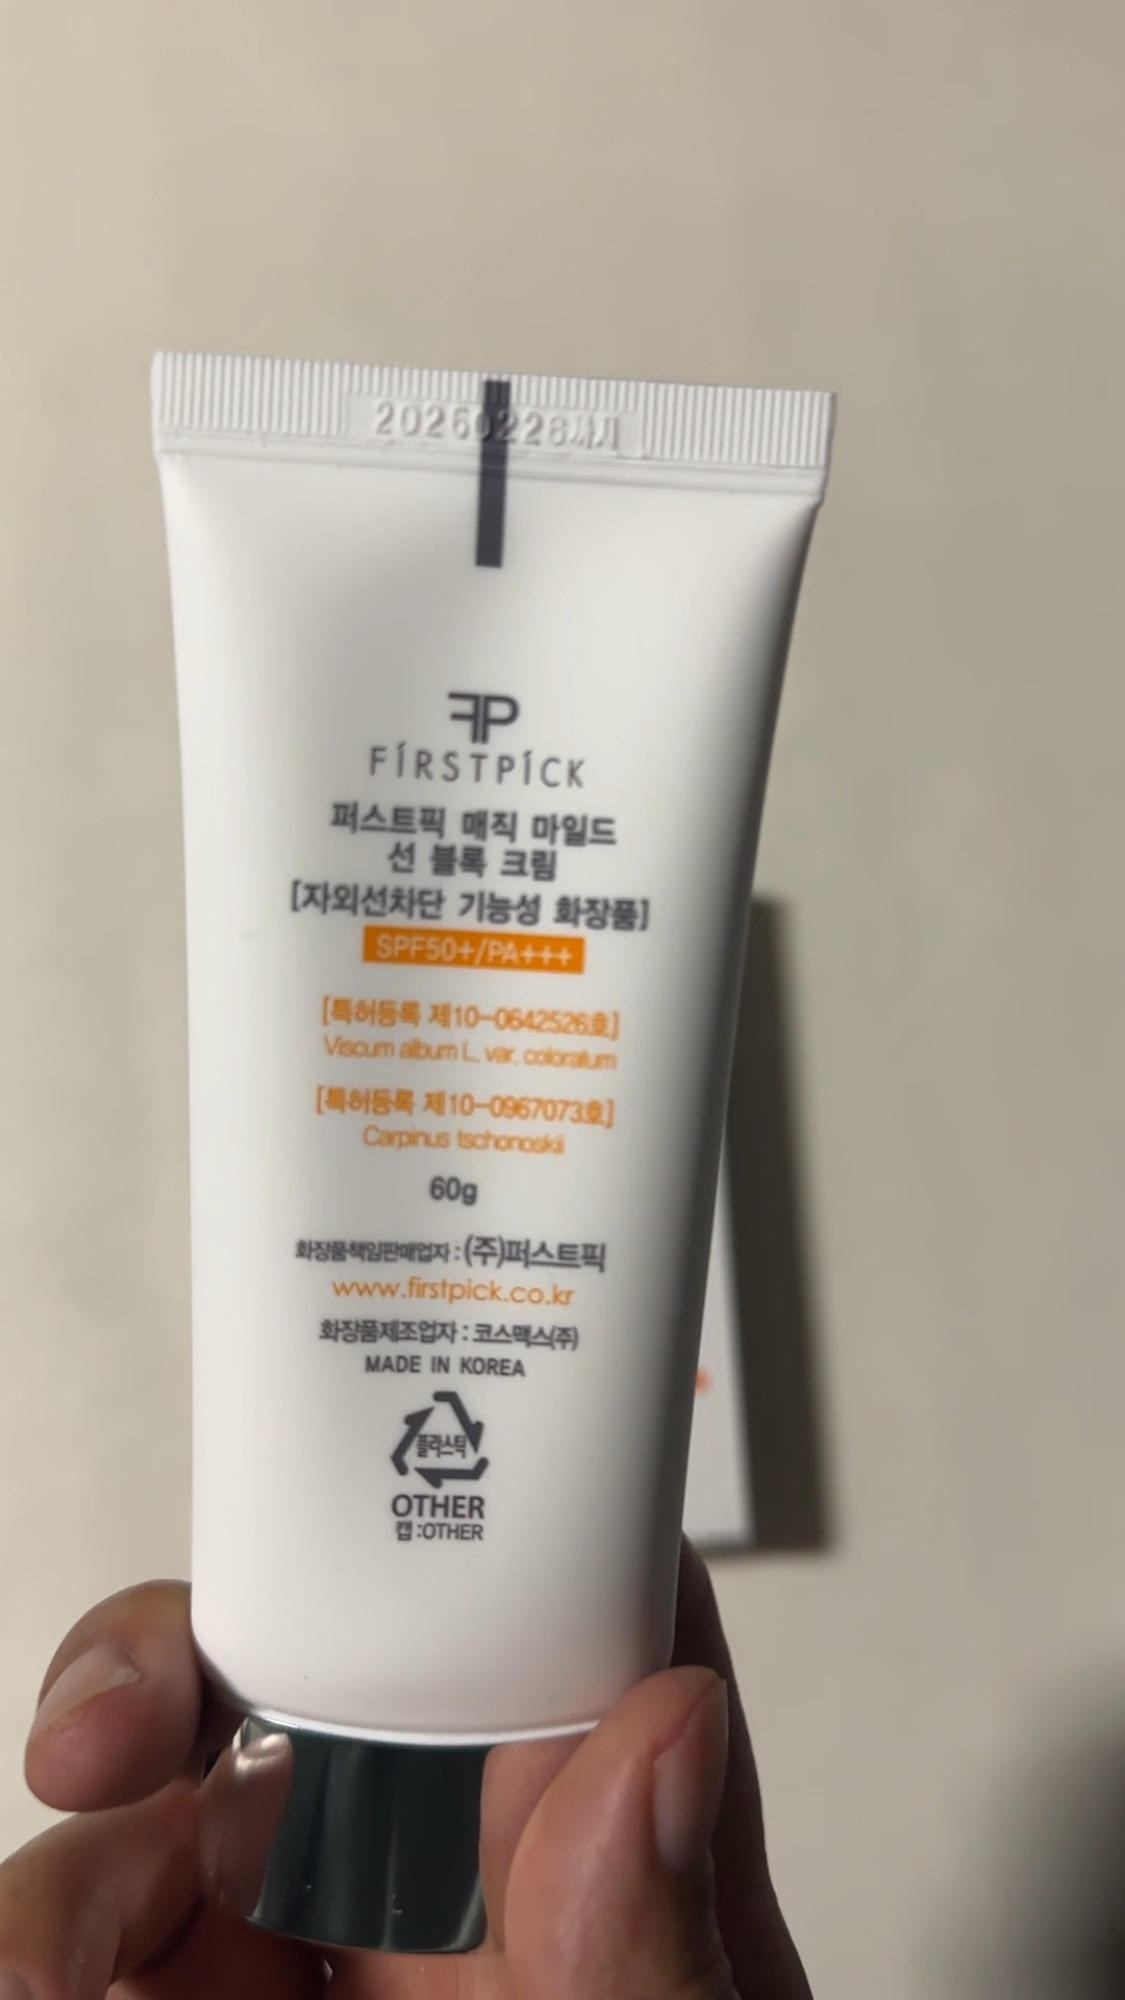 20260228까지
FP
FÍRSTPÍCK
퍼스트픽 매직 마일드
선 블록 크림
[자외선차단 기능성 화장품]
SPF50+/PA+++
[특허등록 제10-0642526호]
Viscum album L. var. coloratum
[특허등록 제10-0967073호]
Carpinus tschonoskii
60g
화장품책임판매업자 : (주)퍼스트픽
www.firstpick.co.kr
화장품제조업자 : 코스맥스(주)
MADE IN KOREA
플라스틱
OTHER
캡 : OTHER